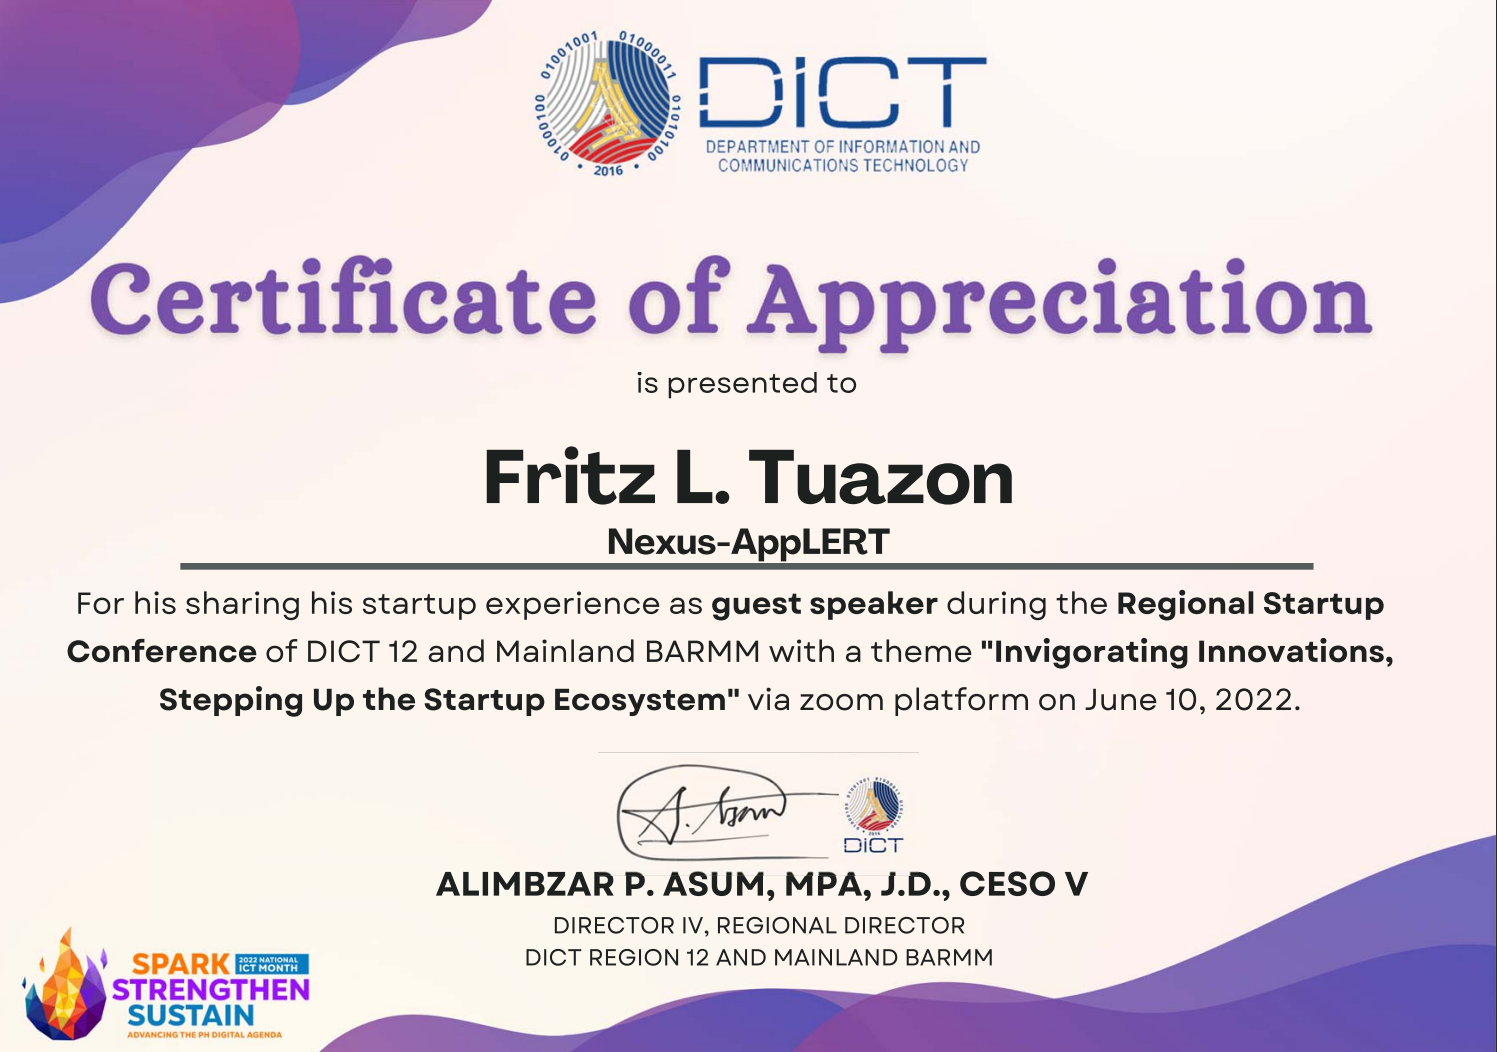 01001001 01000011
01000100
01010100
• 2016 •
DICT
DEPARTMENT OF INFORMATION AND
COMMUNICATIONS TECHNOLOGY
Certificate of Appreciation
is presented to
Fritz L. Tuazon
Nexus-AppLERT
For his sharing his startup experience as guest speaker during the Regional Startup
Conference of DICT 12 and Mainland BARMM with a theme "Invigorating Innovations,
Stepping Up the Startup Ecosystem" via zoom platform on June 10, 2022.
A. Asum
DICT
ALIMBZAR P. ASUM, MPA, J.D., CESO V
DIRECTOR IV, REGIONAL DIRECTOR
DICT REGION 12 AND MAINLAND BARMM
SPARK 2022 NATIONAL
ICT MONTH
STRENGTHEN
SUSTAIN
ADVANCING THE PH DIGITAL AGENDA